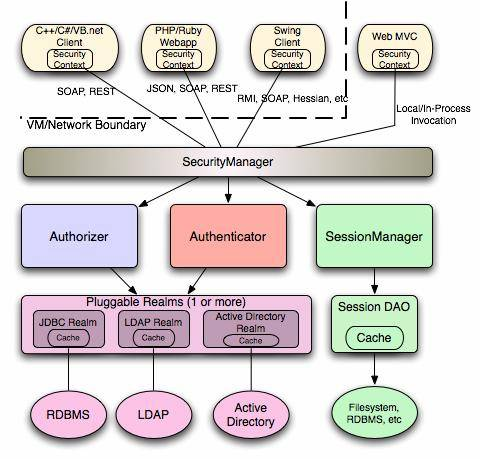 C++/C#/VB.net
Client
Security
Context
PHP/Ruby
Webapp
Security
Context
Swing
Client
Security
Context
Web MVC
Security
Context
SOAP, REST
JSON, SOAP, REST
RMI, SOAP, Hessian, etc
Local/In-Process
Invocation
VM/Network Boundary
SecurityManager
Authorizer
Authenticator
SessionManager
Pluggable Realms (1 or more)
JDBC Realm
Cache
LDAP Realm
Cache
Active Directory
Realm
Cache
Session DAO
Cache
RDBMS
LDAP
Active
Directory
Filesystem,
RDBMS, etc